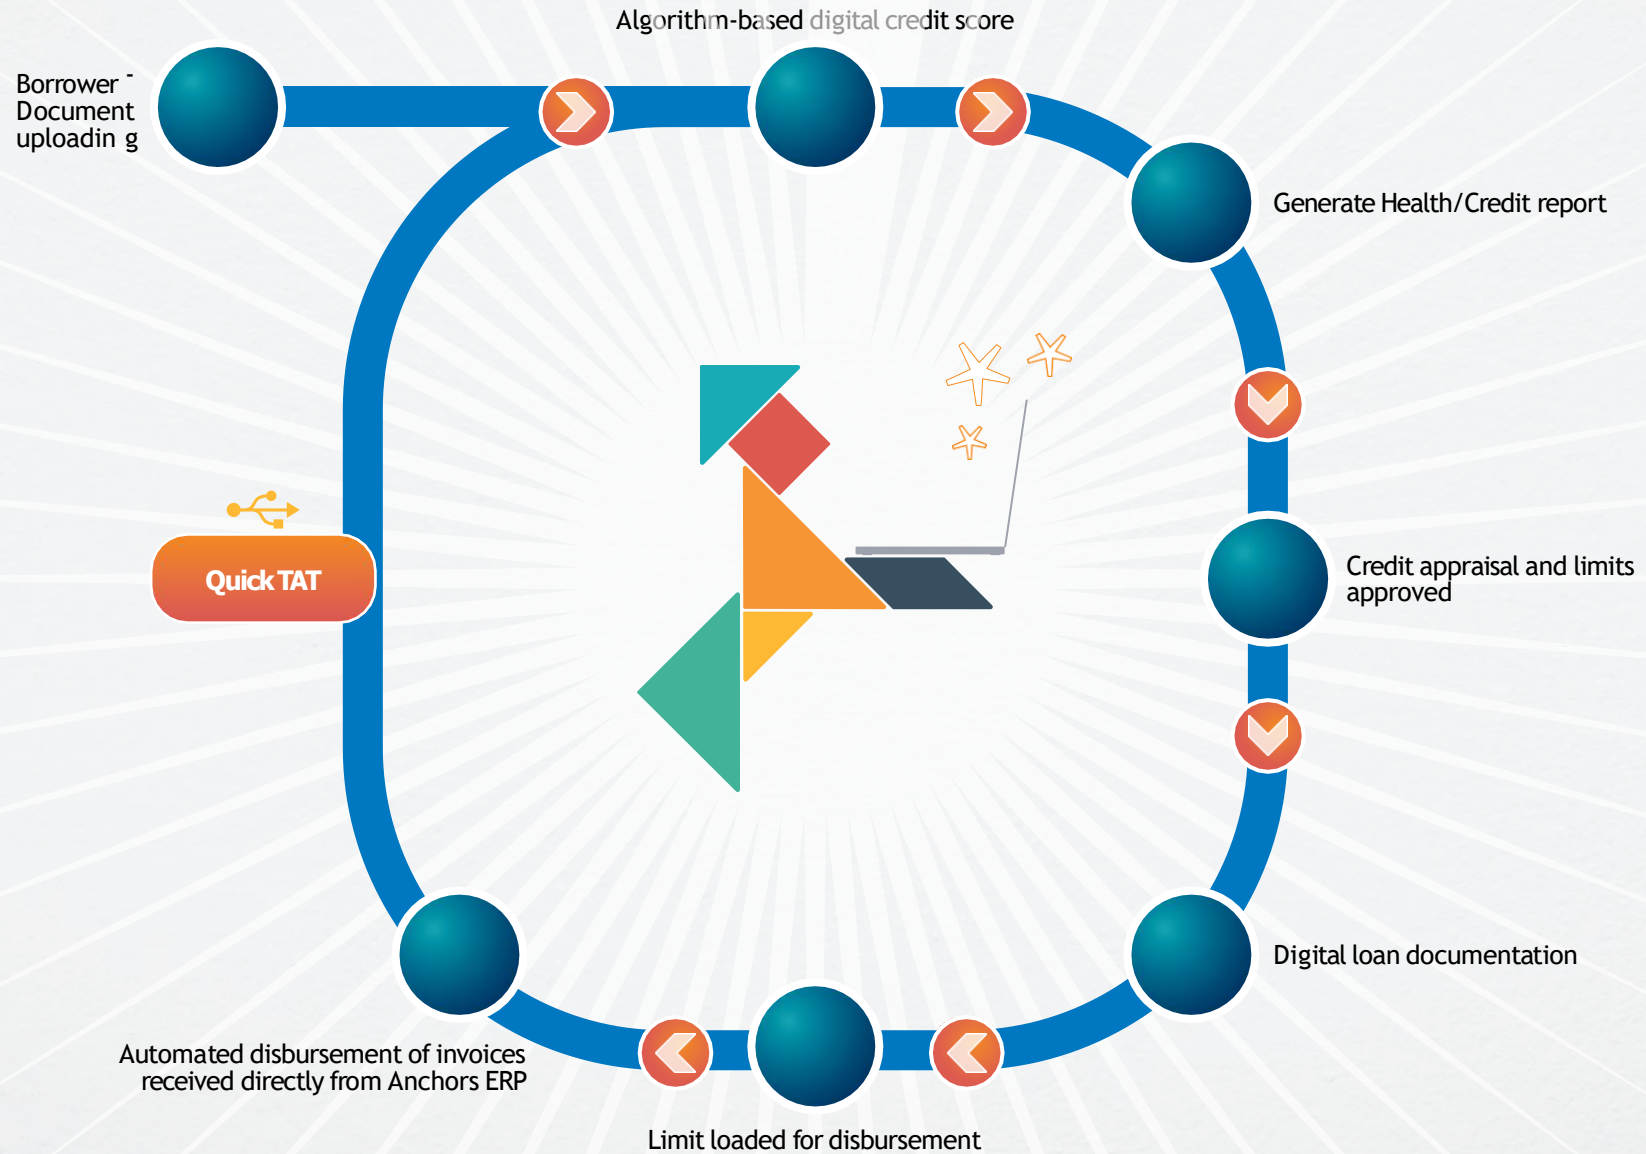 Algorithm-based digital credit score
Borrower -
Document
uploadin g
Generate Health/Credit report
Credit appraisal and limits
approved
Quick TAT
Digital loan documentation
Automated disbursement of invoices
received directly from Anchors ERP
Limit loaded for disbursement